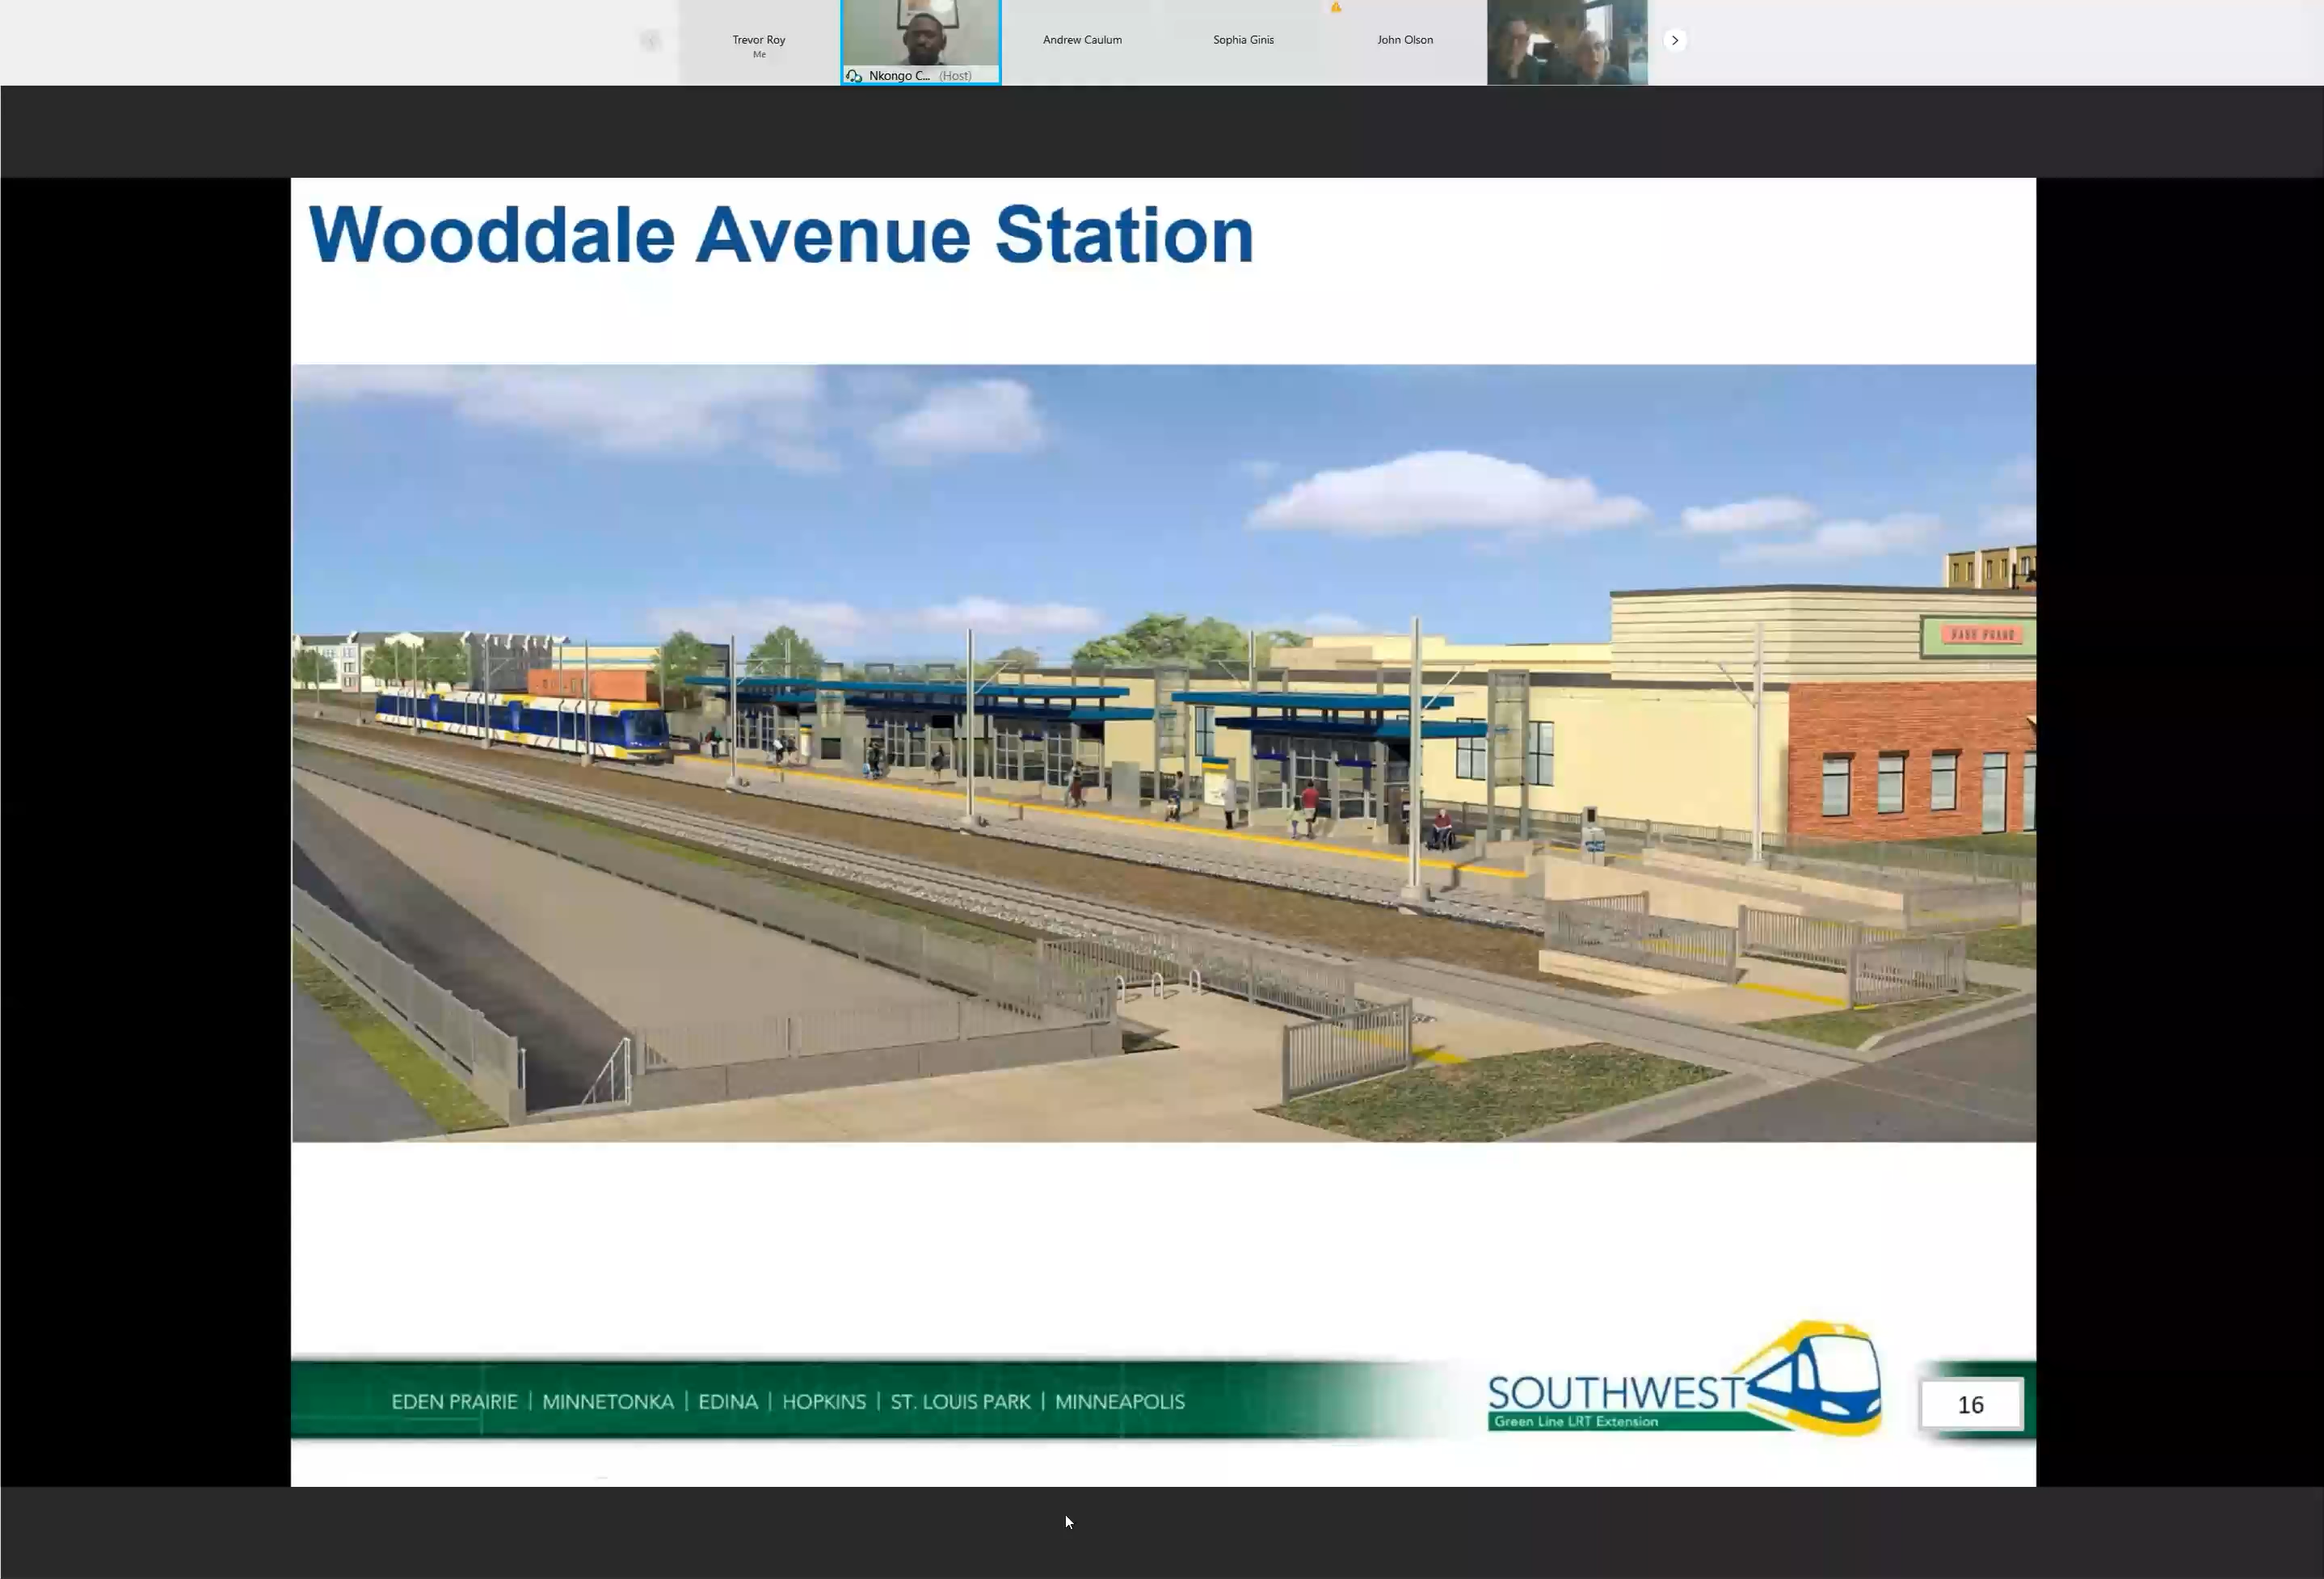 Trevor Roy
Me
Nkongo C... (Host)
Andrew Caulum
Sophia Ginis
John Olson
Wooddale Avenue Station
EDEN PRAIRIE | MINNETONKA | EDINA | HOPKINS | ST. LOUIS PARK | MINNEAPOLIS
SOUTHWEST
Green Line LRT Extension
16